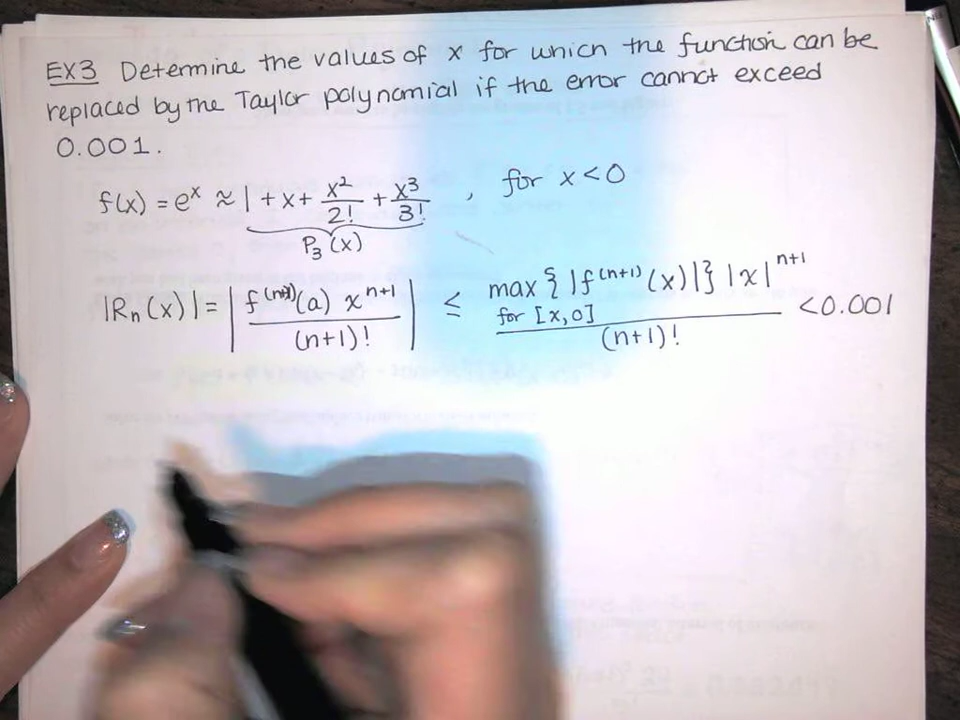 EX3 Determine the values of x for which the function can be
replaced by the Taylor polynomial if the error cannot exceed
0.001.
f(x) = eˣ ≈ 1 + x + x²/2! + x³/3! , for x < 0
P₃(x)
|Rₙ(x)| = |f⁽ⁿ⁺¹⁾(a) xⁿ⁺¹/(n+1)!| ≤ max{|f⁽ⁿ⁺¹⁾(x)|} |x|ⁿ⁺¹/(n+1)! < 0.001
for [x,0]